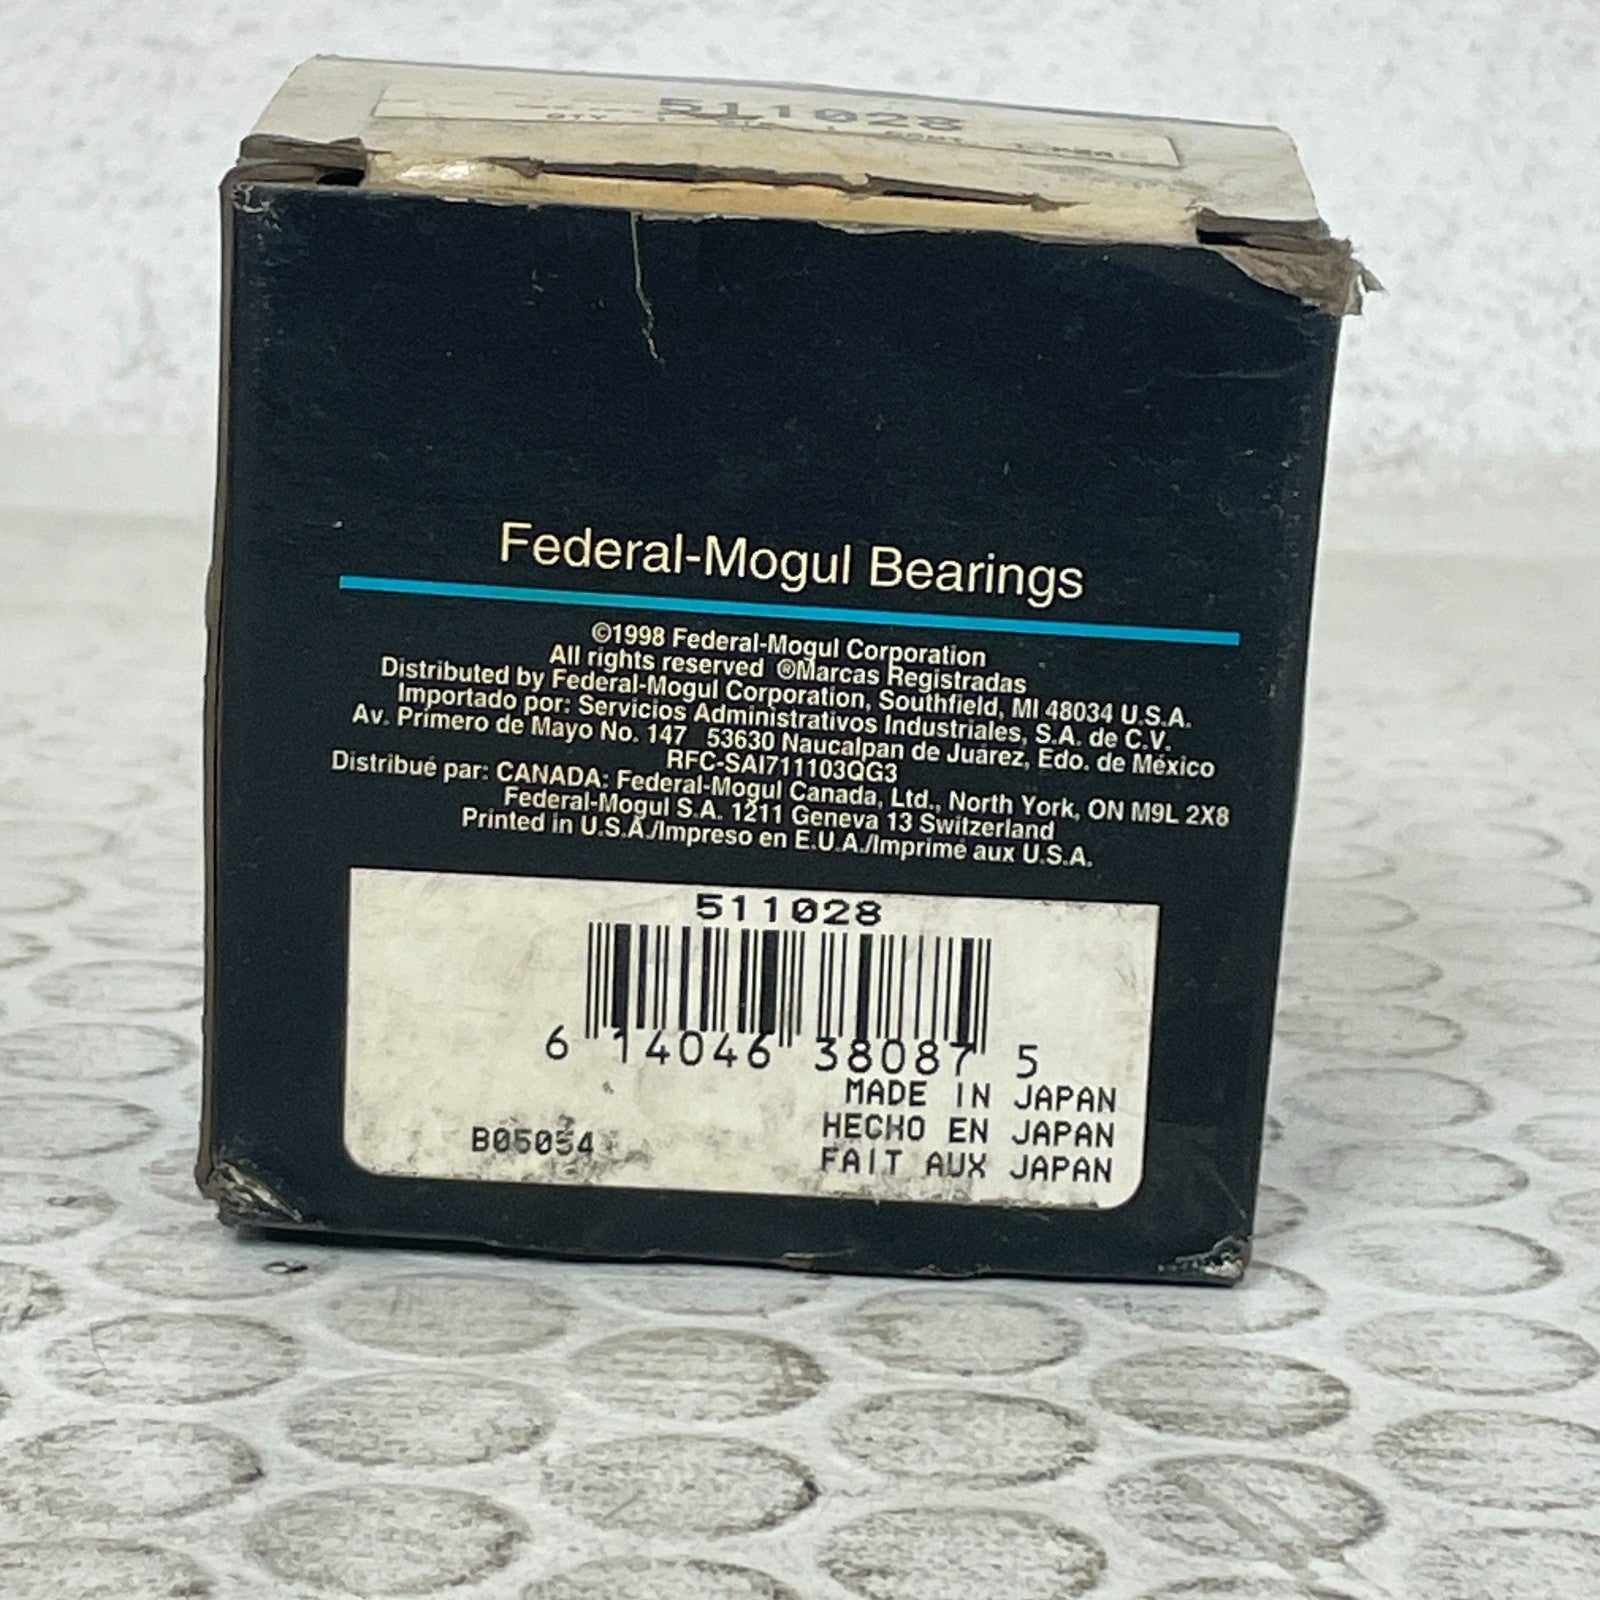 511028
QTY
Federal-Mogul Bearings
©1998 Federal-Mogul Corporation
All rights reserved ®Marcas Registradas
Distributed by Federal-Mogul Corporation, Southfield, MI 48034 U.S.A.
Importado por: Servicios Administrativos Industriales, S.A. de C.V.
Av. Primero de Mayo No. 147 53630 Naucalpan de Juárez, Edo. de México
RFC-SAI711103QG3
Distribué par: CANADA: Federal-Mogul Canada, Ltd., North York, ON M9L 2X8
Federal-Mogul S.A. 1211 Geneva 13 Switzerland
Printed in U.S.A./Impreso en E.U.A./Imprimé aux U.S.A.
511028
6 14046 38087 5
MADE IN JAPAN
HECHO EN JAPAN
B05054 FAIT AUX JAPAN